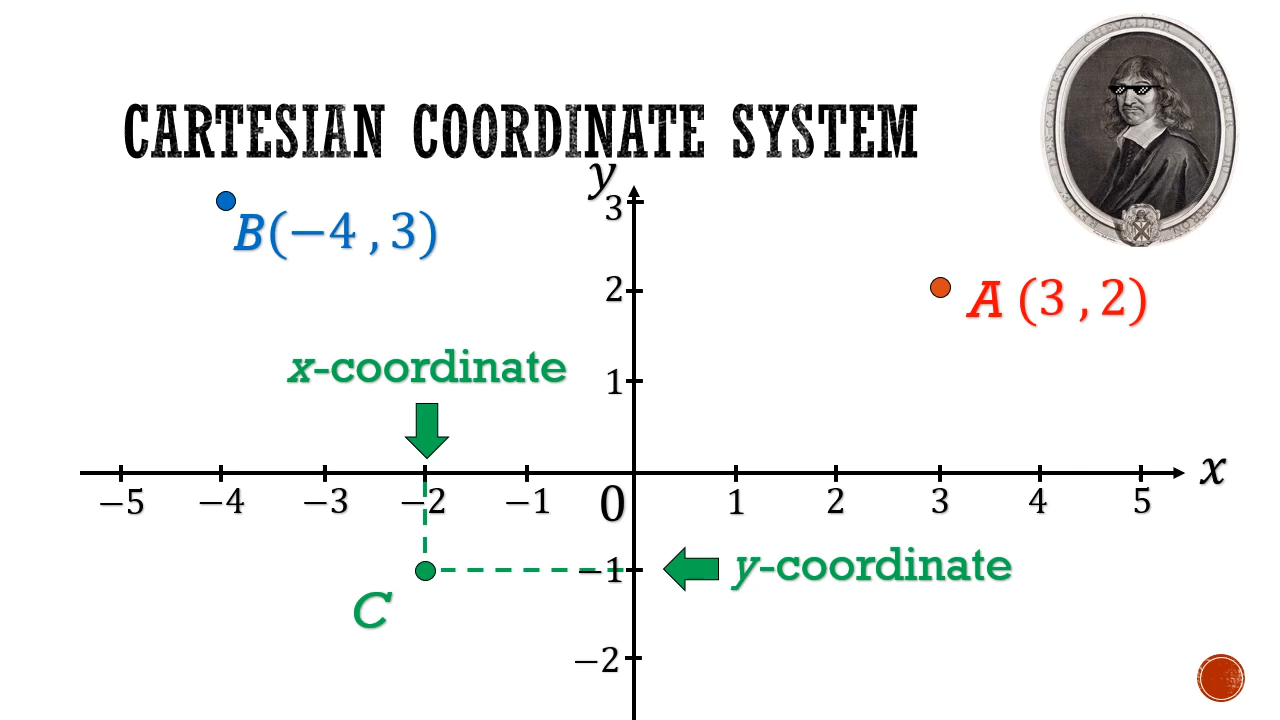 CARTESIAN COORDINATE SYSTEM
y
3
B(−4 , 3)
2
A (3 , 2)
x-coordinate
1
x
−5 −4 −3 −2 −1 0 1 2 3 4 5
−1
y-coordinate
C
−2